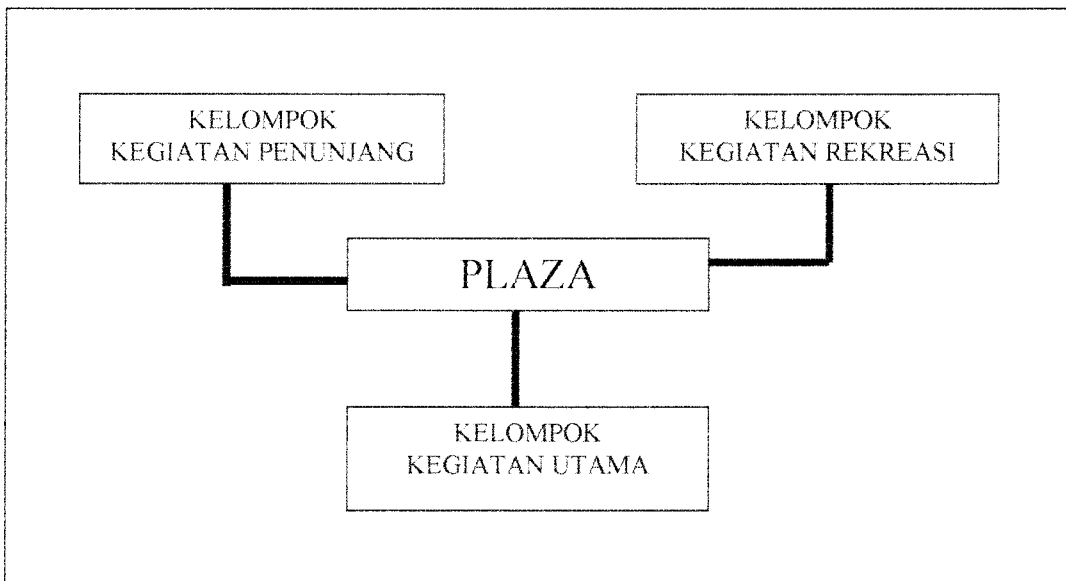 KELOMPOK
KEGIATAN PENUNJANG
KELOMPOK
KEGIATAN REKREASI
PLAZA
KELOMPOK
KEGIATAN UTAMA